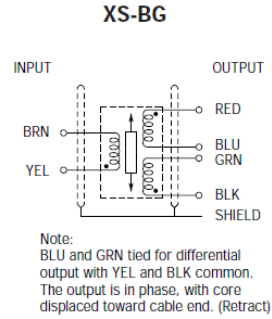 XS-BG
INPUT
OUTPUT
RED
BRN
BLU
GRN
YEL
BLK
SHIELD
Note:
BLU and GRN tied for differential
output with YEL and BLK common.
The output is in phase, with core
displaced toward cable end. (Retract)